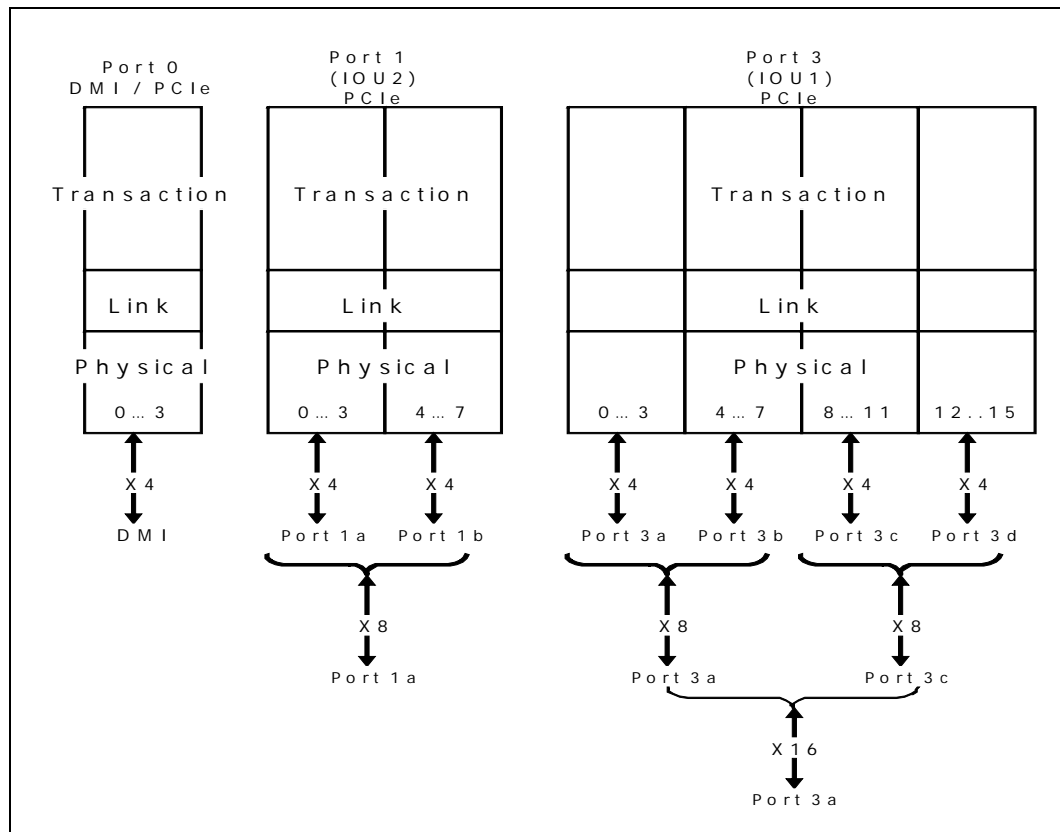 Port 0
DMI / PCIe
Port 1
(IOU2)
PCIe
Port 3
(IOU1)
PCIe
Transaction
Transaction
Transaction
Link
Link
Link
Physical
Physical
Physical
0...3
0...3
4...7
0...3
4...7
8...11
12..15
X4
X4
X4
X4
X4
X4
X4
DMI
Port 1a
Port 1b
Port 3a
Port 3b
Port 3c
Port 3d
X8
X8
X8
Port 1a
Port 3a
Port 3c
X16
Port 3a